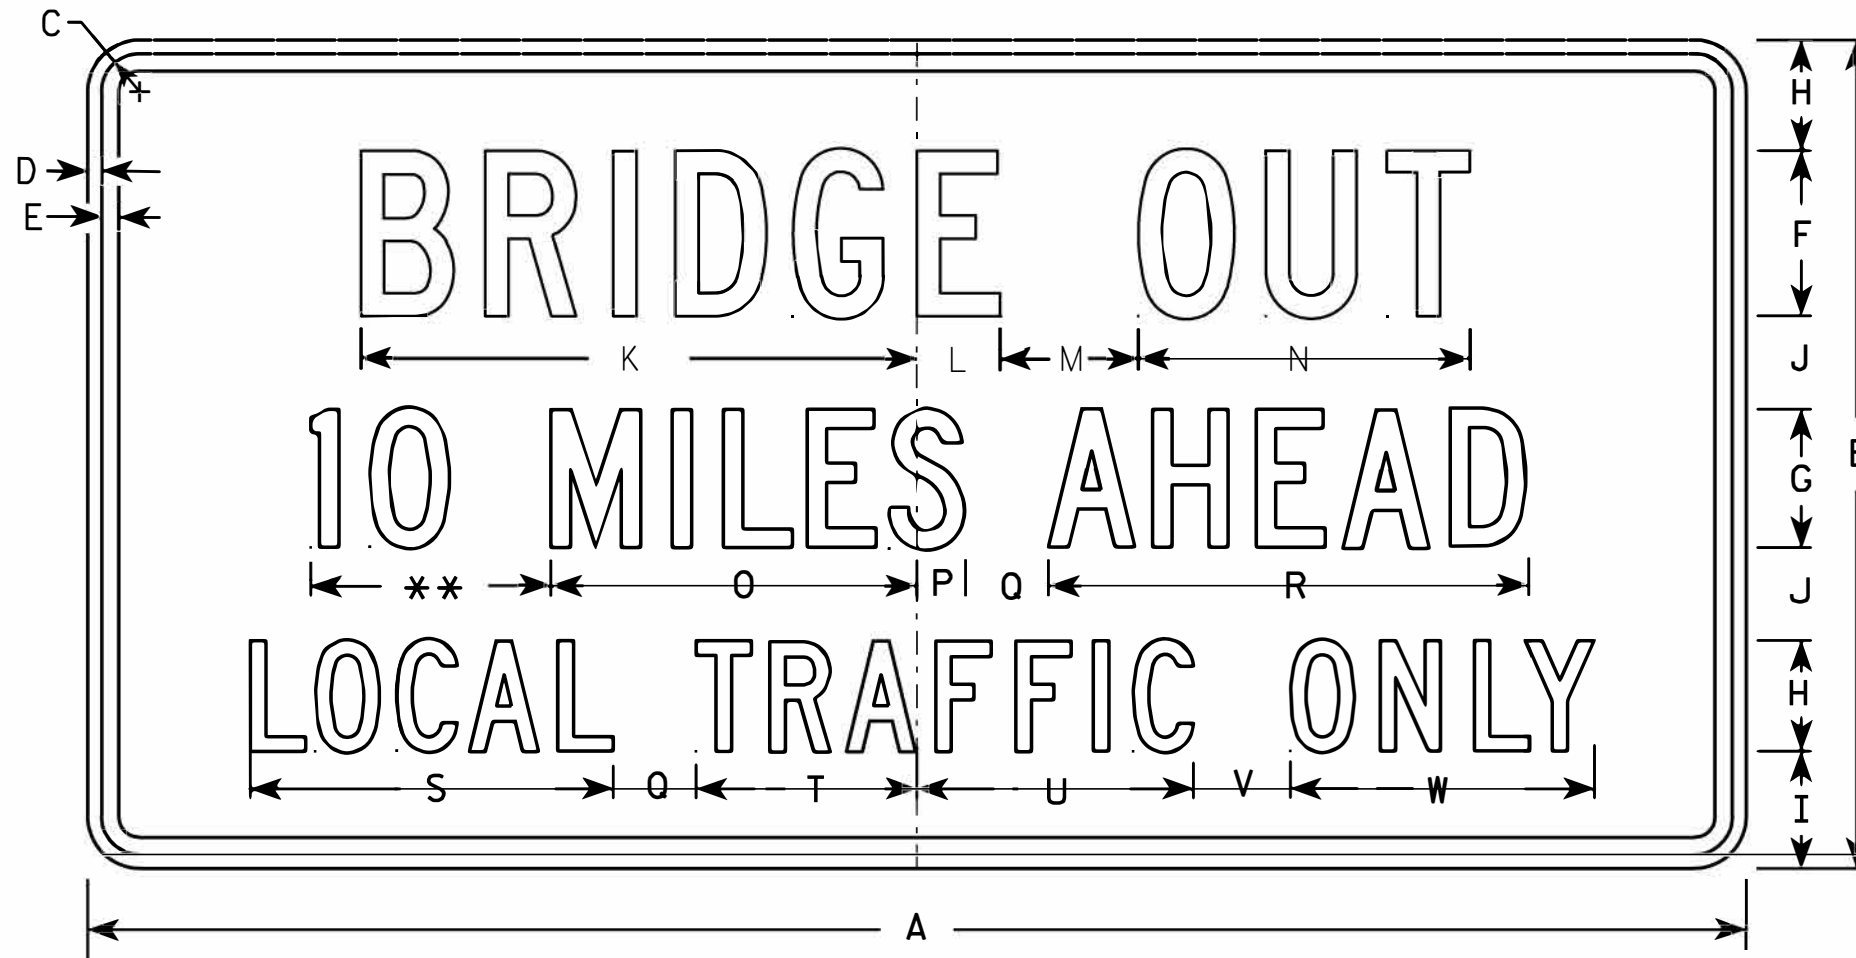 C
H
D
E
BRIDGE OUT
F
K L M N
J
10 MILES AHEAD
G
** O P Q R
J
LOCAL TRAFFIC ONLY
H
S Q T U V W
I
A